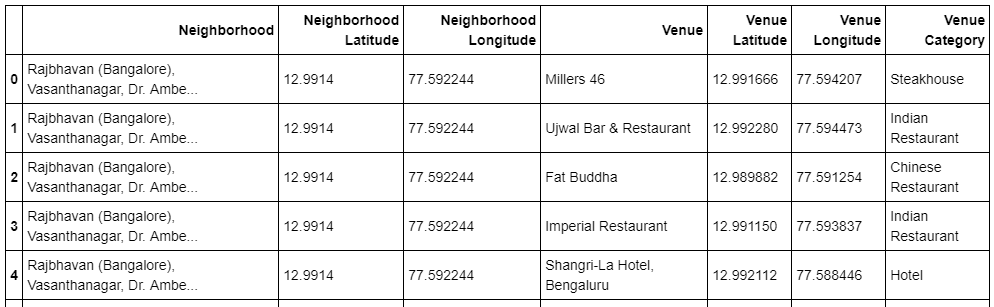 Neighborhood Neighborhood Latitude Neighborhood Longitude Venue Venue Latitude Venue Longitude Venue Category
0 Rajbhavan (Bangalore), Vasanthanagar, Dr. Ambe... 12.9914 77.592244 Millers 46 12.991666 77.594207 Steakhouse
1 Rajbhavan (Bangalore), Vasanthanagar, Dr. Ambe... 12.9914 77.592244 Ujwal Bar & Restaurant 12.992280 77.594473 Indian Restaurant
2 Rajbhavan (Bangalore), Vasanthanagar, Dr. Ambe... 12.9914 77.592244 Fat Buddha 12.989882 77.591254 Chinese Restaurant
3 Rajbhavan (Bangalore), Vasanthanagar, Dr. Ambe... 12.9914 77.592244 Imperial Restaurant 12.991150 77.593837 Indian Restaurant
4 Rajbhavan (Bangalore), Vasanthanagar, Dr. Ambe... 12.9914 77.592244 Shangri-La Hotel, Bengaluru 12.992112 77.588446 Hotel